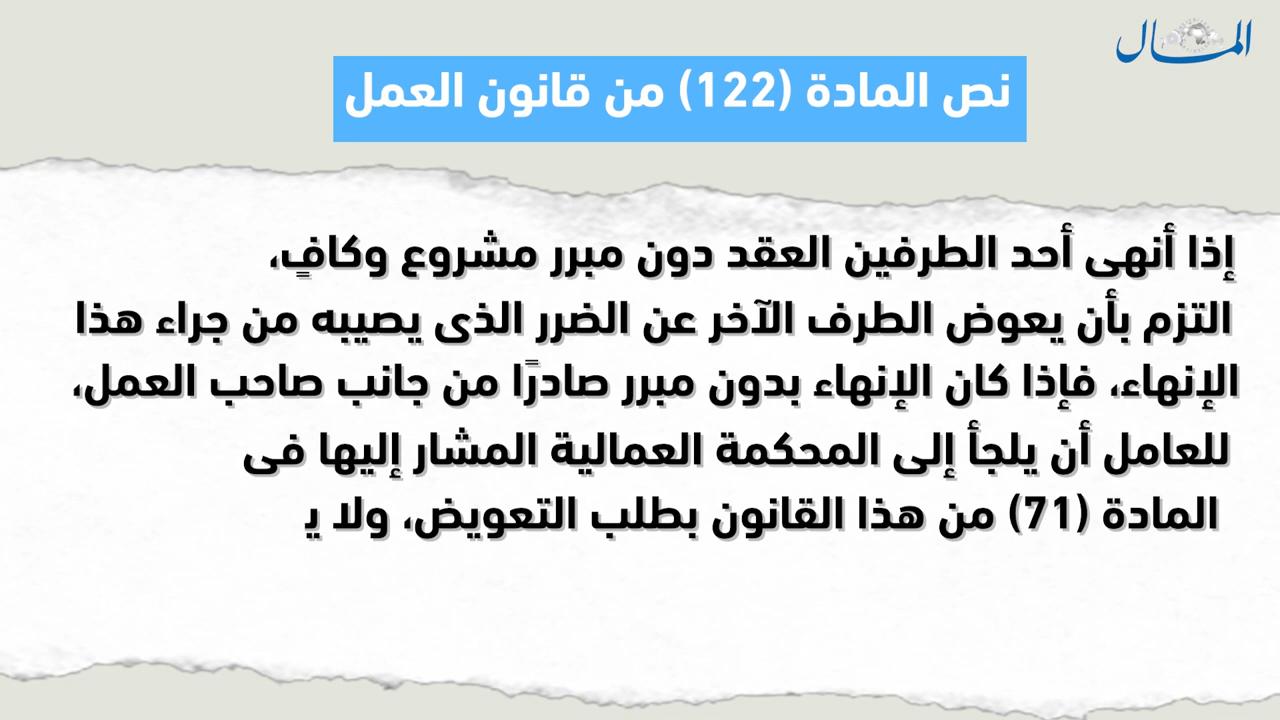 المال
نص المادة (122) من قانون العمل
إذا أنهى أحد الطرفين العقد دون مبرر مشروع وكافٍ،
التزم بأن يعوض الطرف الآخر عن الضرر الذى يصيبه من جراء هذا
الإنهاء، فإذا كان الإنهاء بدون مبرر صادرًا من جانب صاحب العمل،
للعامل أن يلجأ إلى المحكمة العمالية المشار إليها فى
المادة (71) من هذا القانون بطلب التعويض، ولا يـ